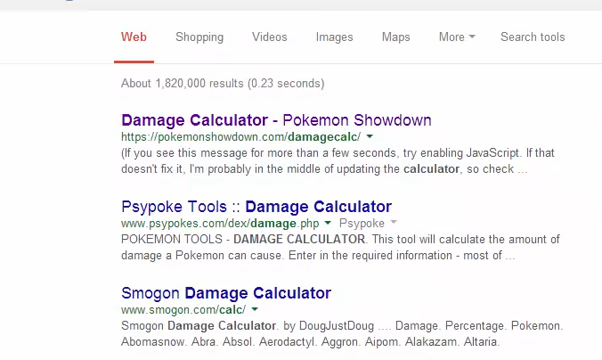 Web Shopping Videos Images Maps More Search tools
About 1,820,000 results (0.23 seconds)
Damage Calculator - Pokemon Showdown
https://pokemonshowdown.com/damagecalc/
(If you see this message for more than a few seconds, try enabling JavaScript. If that
doesn't fix it, I'm probably in the middle of updating the calculator, so check ...
Psypoke Tools :: Damage Calculator
www.psypokes.com/dex/damage.php Psypoke
POKEMON TOOLS - DAMAGE CALCULATOR. This tool will calculate the amount of
damage a Pokemon can cause. Enter in the required information - most of ...
Smogon Damage Calculator
www.smogon.com/calc/
Smogon Damage Calculator. by DougJustDoug .... Damage. Percentage. Pokemon.
Abomasnow. Abra. Absol. Aerodactyl. Aggron. Aipom. Alakazam. Altaria.